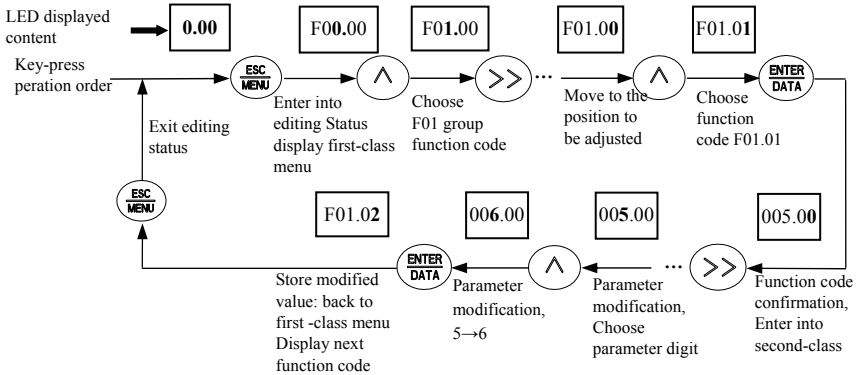 LED displayed
content
0.00
F00.00
F01.00
F01.00
F01.01
Key-press
peration order
ESC
MENU
∧
>>
...
∧
ENTER
DATA
Enter into
editing Status
display first-class
menu
Choose
F01 group
function code
Move to the
position to
be adjusted
Choose
function
code F01.01
Exit editing
status
ESC
MENU
F01.02
006.00
005.00
005.00
ENTER
DATA
∧
...
>>
Store modified
value: back to
first -class menu
Display next
function code
Parameter
modification,
5→6
Parameter
modification,
Choose
parameter digit
Function code
confirmation,
Enter into
second-class